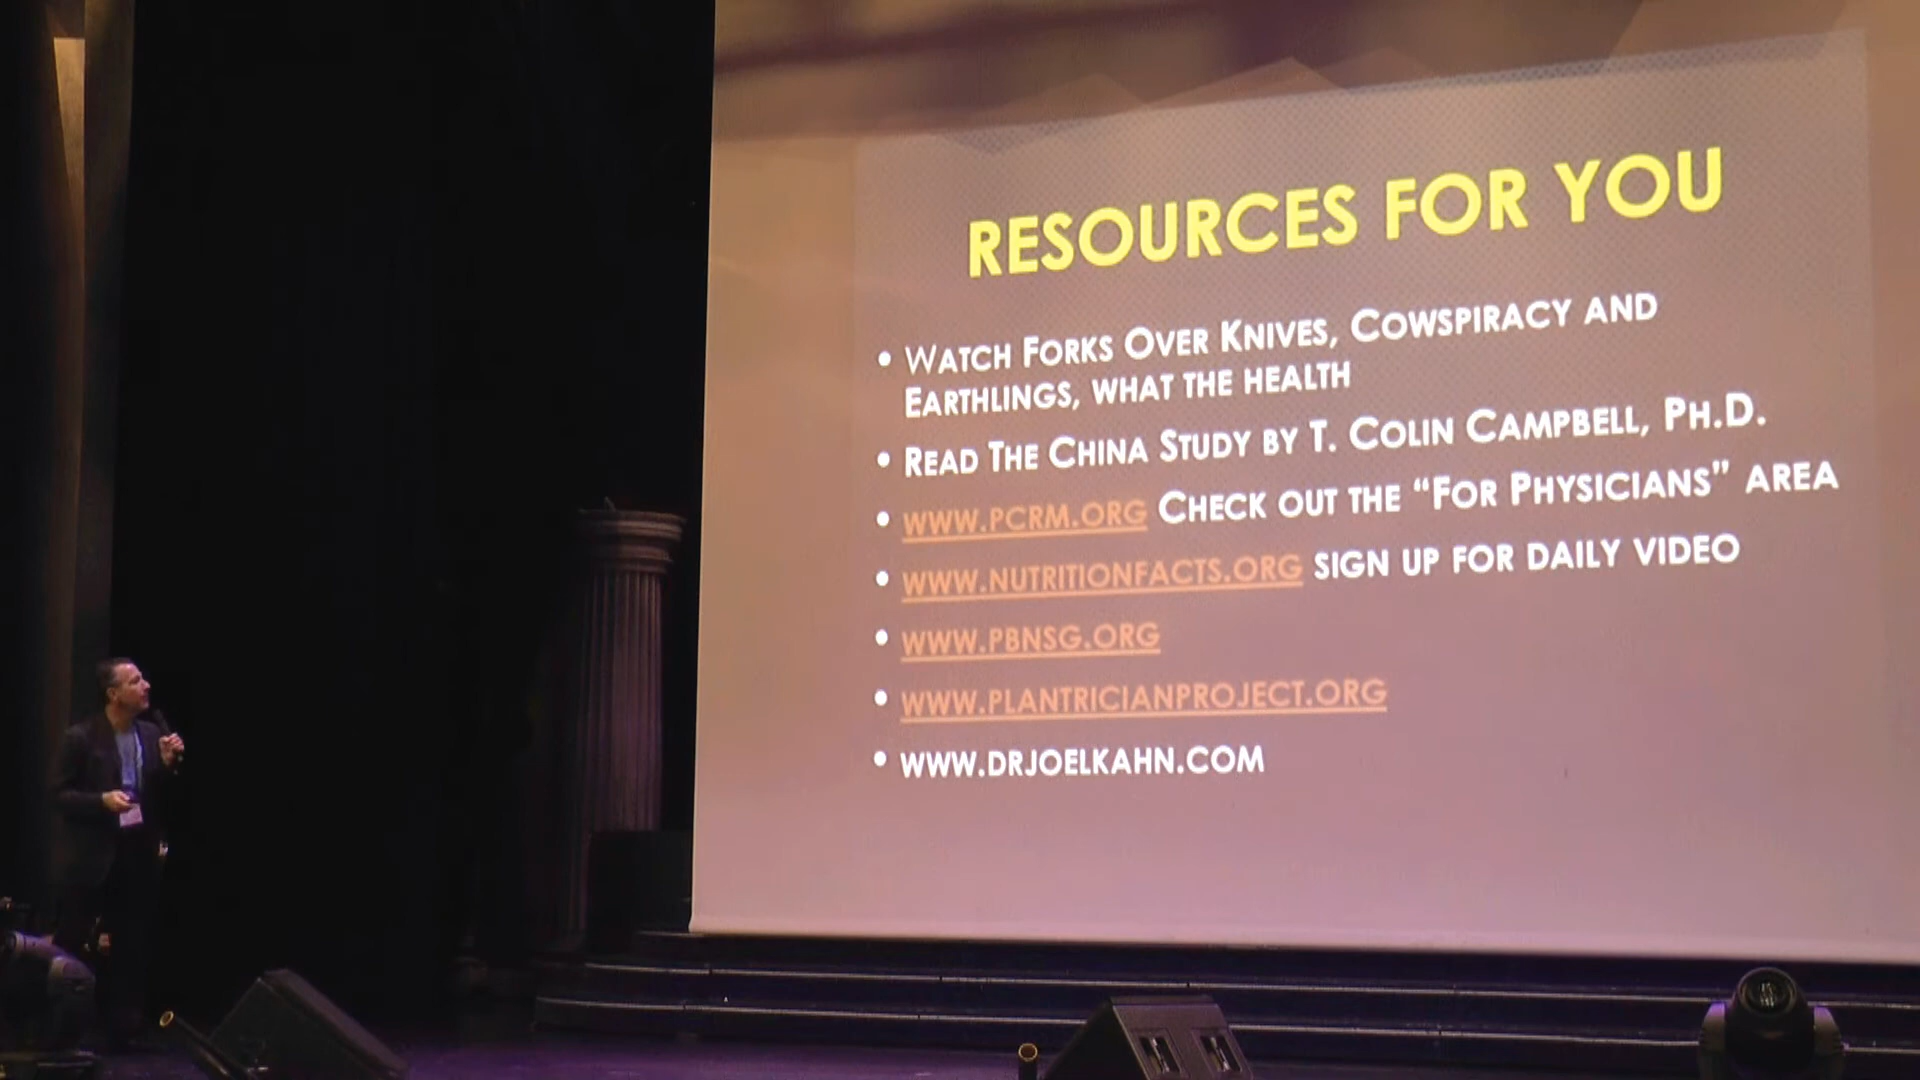 RESOURCES FOR YOU
• WATCH FORKS OVER KNIVES, COWSPIRACY AND
EARTHLINGS, WHAT THE HEALTH
• READ THE CHINA STUDY BY T. COLIN CAMPBELL, PH.D.
• WWW.PCRM.ORG CHECK OUT THE “FOR PHYSICIANS” AREA
• WWW.NUTRITIONFACTS.ORG SIGN UP FOR DAILY VIDEO
• WWW.PBNSG.ORG
• WWW.PLANTRICIANPROJECT.ORG
• WWW.DRJOELKAHN.COM